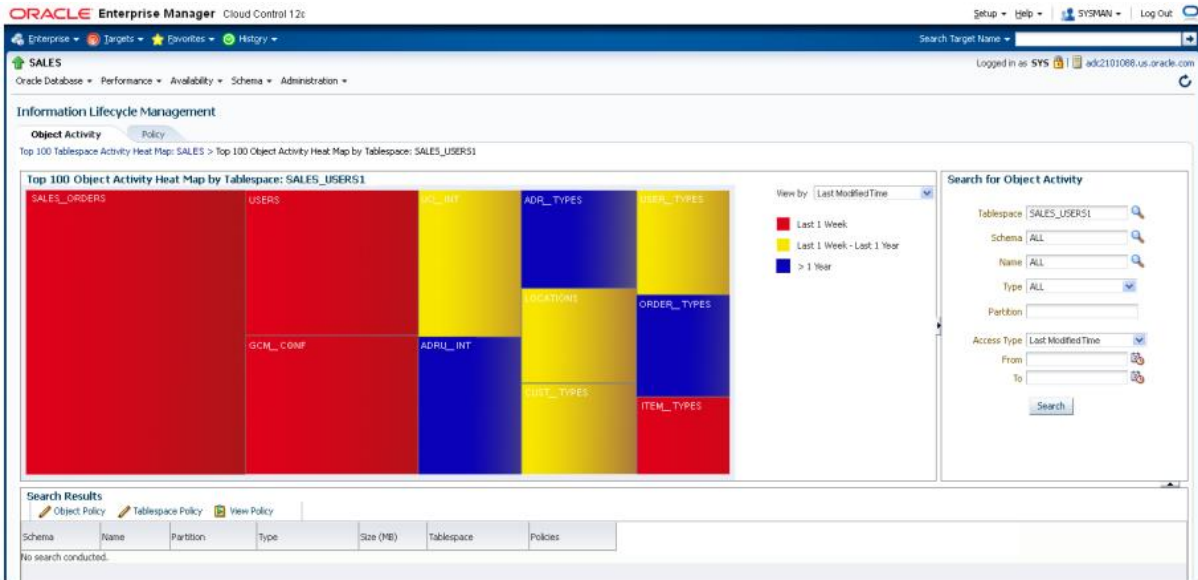 ORACLE Enterprise Manager Cloud Control 12c
Setup Help SYSMAN Log Out
Enterprise Targets Favorites History
Search Target Name
SALES
Logged in as SYS adc2101088.us.oracle.com
Oracle Database Performance Availability Schema Administration
Information Lifecycle Management
Object Activity Policy
Top 100 Tablespace Activity Heat Map: SALES > Top 100 Object Activity Heat Map by Tablespace: SALES_USERS1
Top 100 Object Activity Heat Map by Tablespace: SALES_USERS1
SALES_ORDERS
USERS
GCM_CONF
ADRU_INT
ADR_TYPES
LOCATIONS
CUST_TYPES
USER_TYPES
ORDER_TYPES
ITEM_TYPES
View by Last Modified Time
Last 1 Week
Last 1 Week - Last 1 Year
> 1 Year
Search for Object Activity
Tablespace SALES_USERS1
Schema ALL
Name ALL
Type ALL
Partition
Access Type Last Modified Time
From
To
Search
Search Results
Object Policy Tablespace Policy View Policy
Schema Name Partition Type Size (MB) Tablespace Policies
No search conducted.